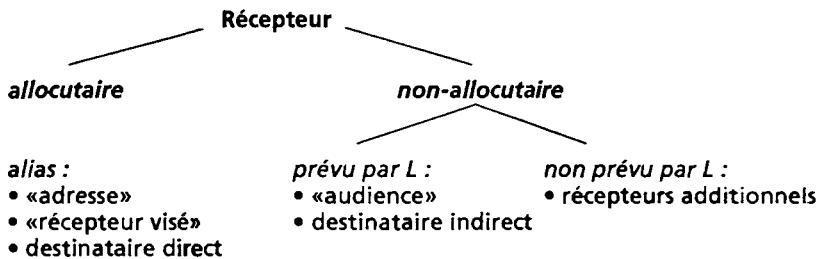 Récepteur
allocutaire
non-allocutaire
alias :
• «adresse»
• «récepteur visé»
• destinataire direct
prévu par L :
• «audience»
• destinataire indirect
non prévu par L :
• récepteurs additionnels